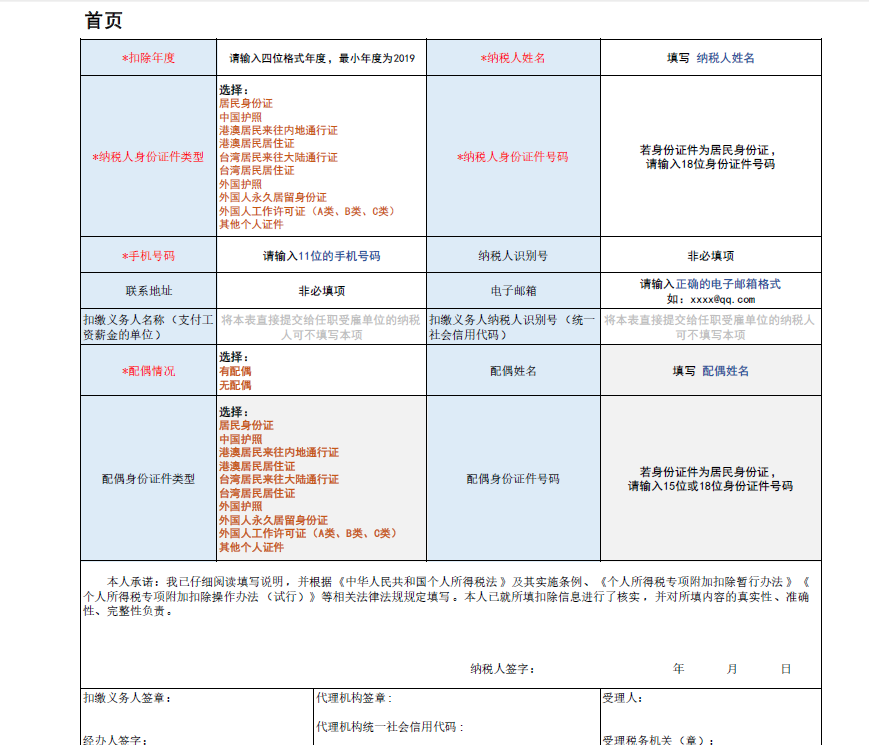 首页
*扣除年度
请输入四位格式年度，最小年度为2019
*纳税人姓名
填写 纳税人姓名
*纳税人身份证件类型
选择：
居民身份证
中国护照
港澳居民来往内地通行证
港澳居民居住证
台湾居民来往大陆通行证
台湾居民居住证
外国护照
外国人永久居留身份证
外国人工作许可证（A类、B类、C类）
其他个人证件
*纳税人身份证件号码
若身份证件为居民身份证，
请输入18位身份证件号码
*手机号码
请输入11位的手机号码
纳税人识别号
非必填项
联系地址
非必填项
电子邮箱
请输入正确的电子邮箱格式
如：xxxx@qq.com
扣缴义务人名称（支付工
资薪金的单位）
将本表直接提交给任职受雇单位的纳税
人可不填写本项
扣缴义务人纳税人识别号（统一
社会信用代码）
将本表直接提交给任职受雇单位的纳税人
可不填写本项
*配偶情况
选择：
有配偶
无配偶
配偶姓名
填写 配偶姓名
配偶身份证件类型
选择：
居民身份证
中国护照
港澳居民来往内地通行证
港澳居民居住证
台湾居民来往大陆通行证
台湾居民居住证
外国护照
外国人永久居留身份证
外国人工作许可证（A类、B类、C类）
其他个人证件
配偶身份证件号码
若身份证件为居民身份证，
请输入15位或18位身份证件号码
本人承诺：我已仔细阅读填写说明，并根据《中华人民共和国个人所得税法》及其实施条例、《个人所得税专项附加扣除暂行办法》《
个人所得税专项附加扣除操作办法（试行）》等相关法律法规规定填写。本人已就所填扣除信息进行了核实，并对所填内容的真实性、准确
性、完整性负责。
纳税人签字： 年 月 日
扣缴义务人签章：
经办人签字：
代理机构签章：
代理机构统一社会信用代码：
受理人：
受理税务机关（章）：